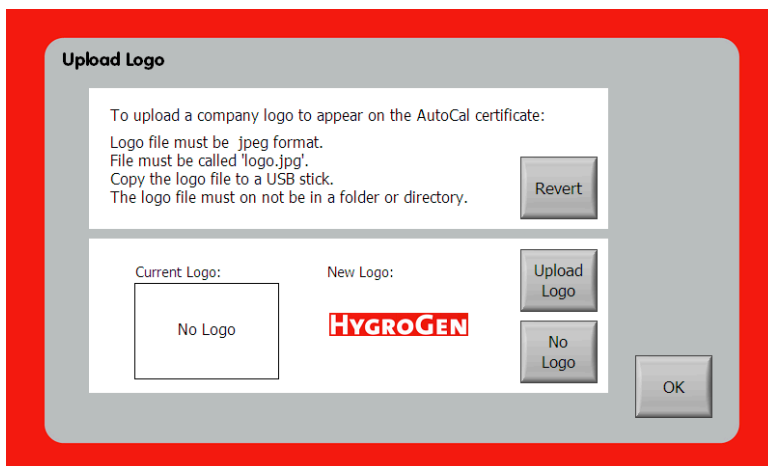 Upload Logo
To upload a company logo to appear on the AutoCal certificate:
Logo file must be jpeg format.
File must be called 'logo.jpg'.
Copy the logo file to a USB stick.
The logo file must on not be in a folder or directory.
Revert
Current Logo:
New Logo:
Upload
Logo
No Logo
HYGROGEN
No
Logo
OK